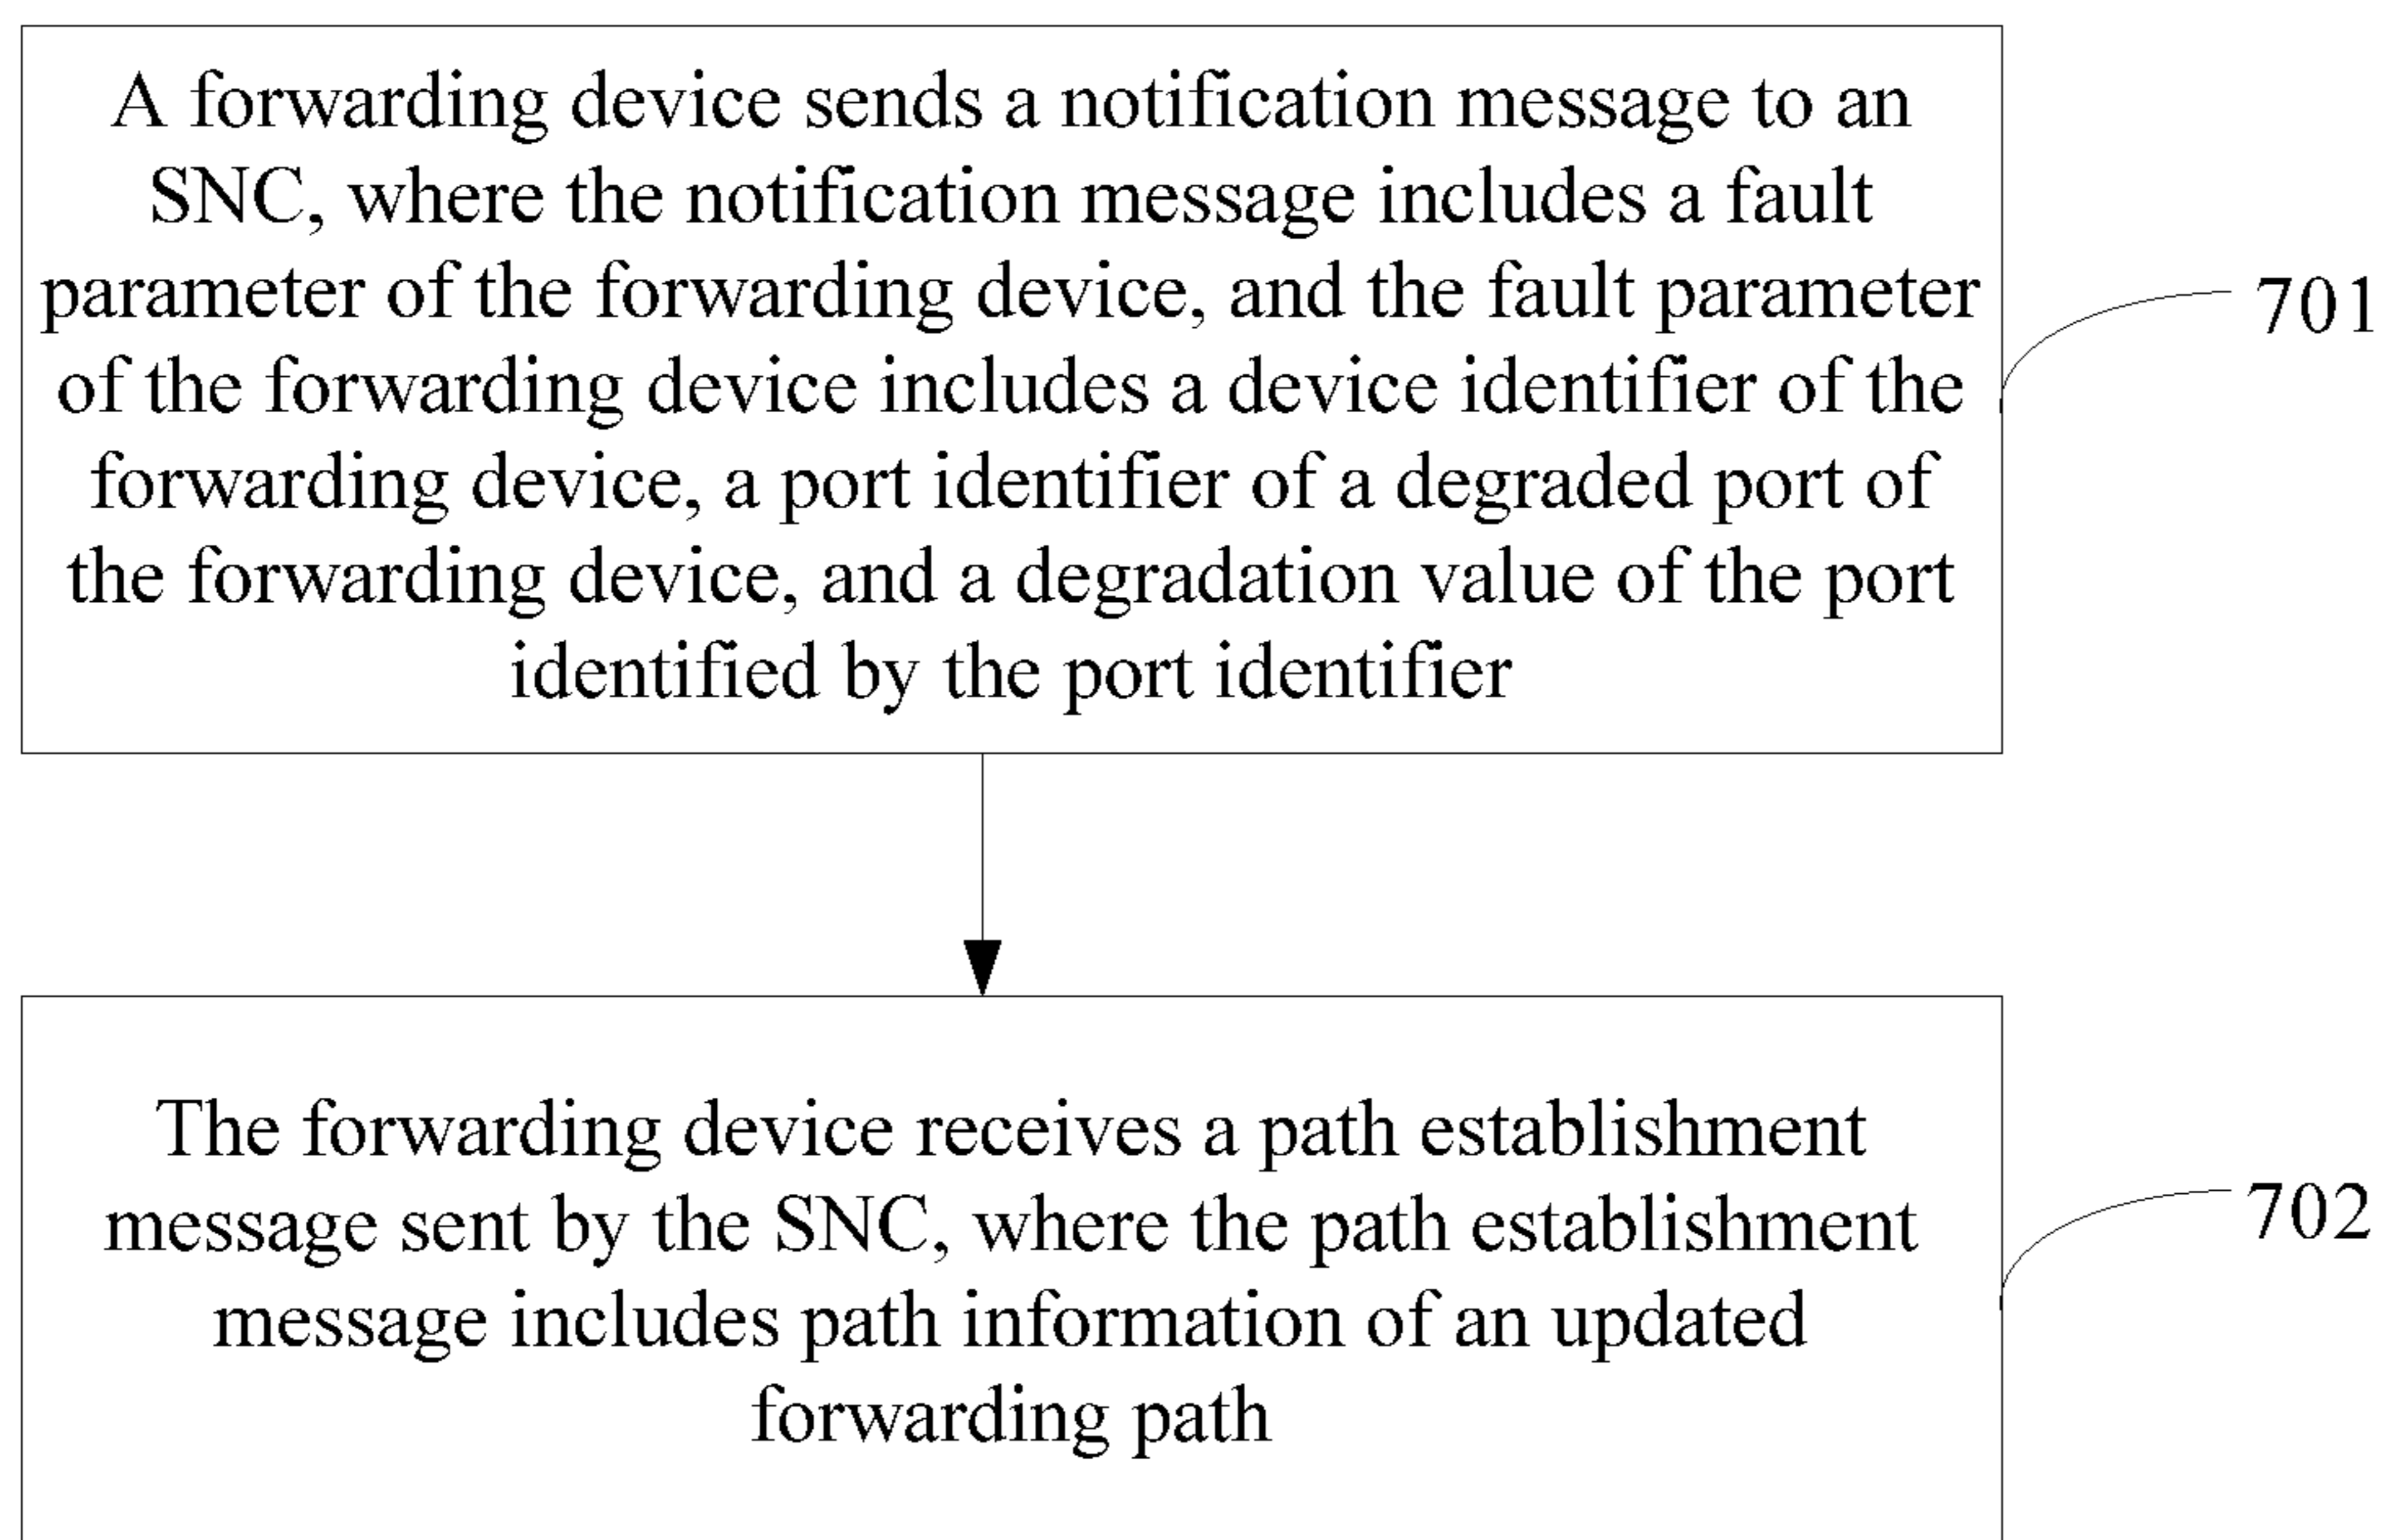 A forwarding device sends a notification message to an
SNC, where the notification message includes a fault
parameter of the forwarding device, and the fault parameter
of the forwarding device includes a device identifier of the
forwarding device, a port identifier of a degraded port of
the forwarding device, and a degradation value of the port
identified by the port identifier
701
The forwarding device receives a path establishment
message sent by the SNC, where the path establishment
message includes path information of an updated
forwarding path
702